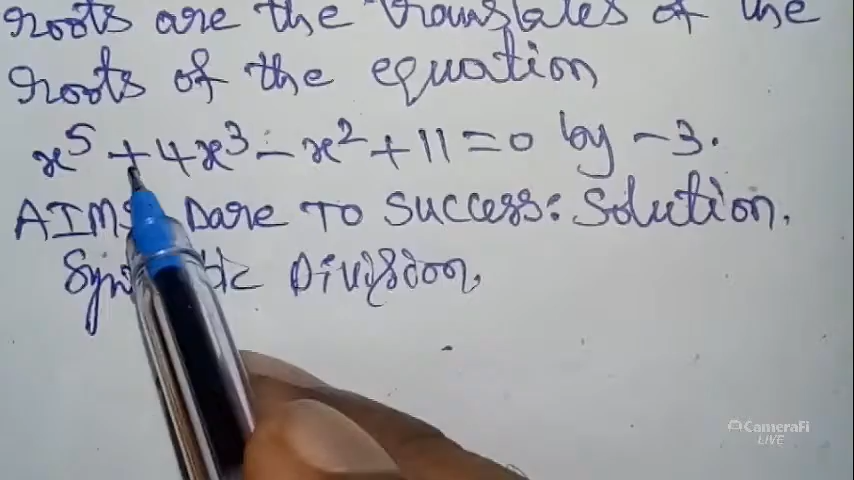 roots are the translates of the
roots of the equation
x⁵ + 4x³ - x² + 11 = 0 by -3.
AIMS Dare TO Success: Solution.
Division.
CameraFi
LIVE